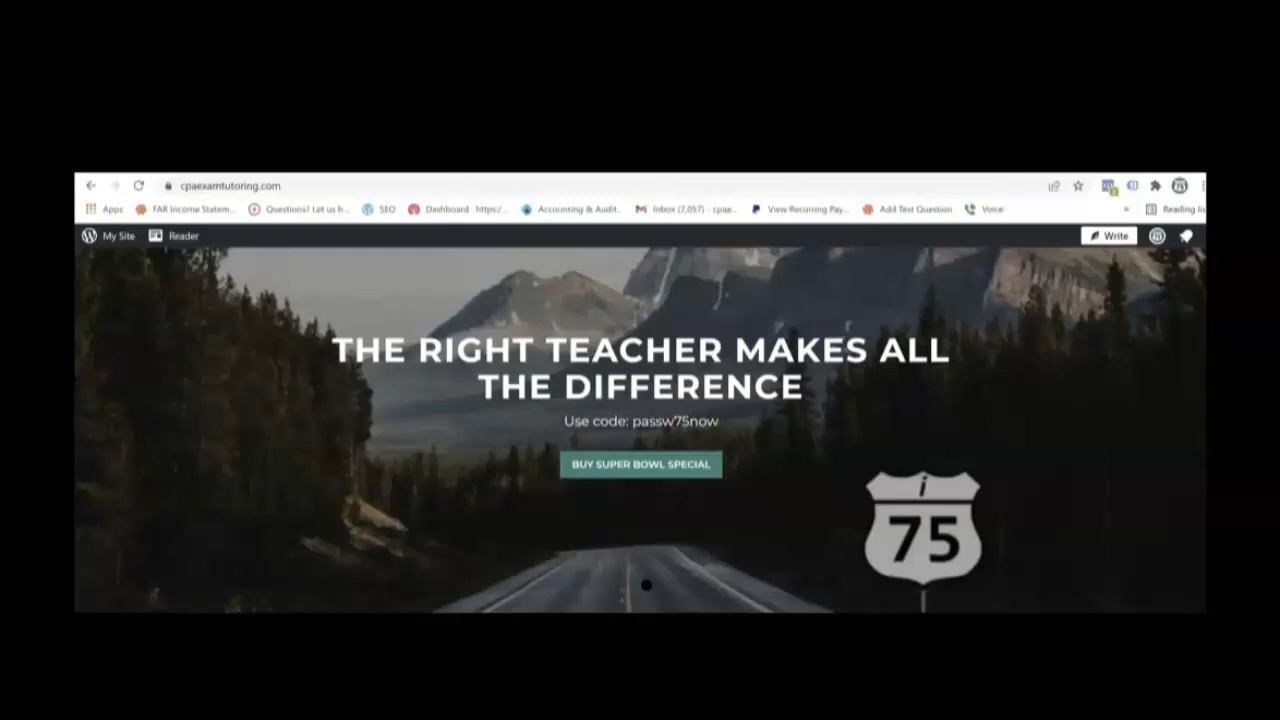 cpaexamtutoring.com
Apps FAR Income Statem... Questions? Let us h... SEO Dashboard https:/... Accounting & Audit... Inbox (7,057) - cpae... View Recurring Pay... Add Test Question Voice » Reading lis
My Site Reader Write
THE RIGHT TEACHER MAKES ALL
THE DIFFERENCE
Use code: passw75now
BUY SUPER BOWL SPECIAL
i
75